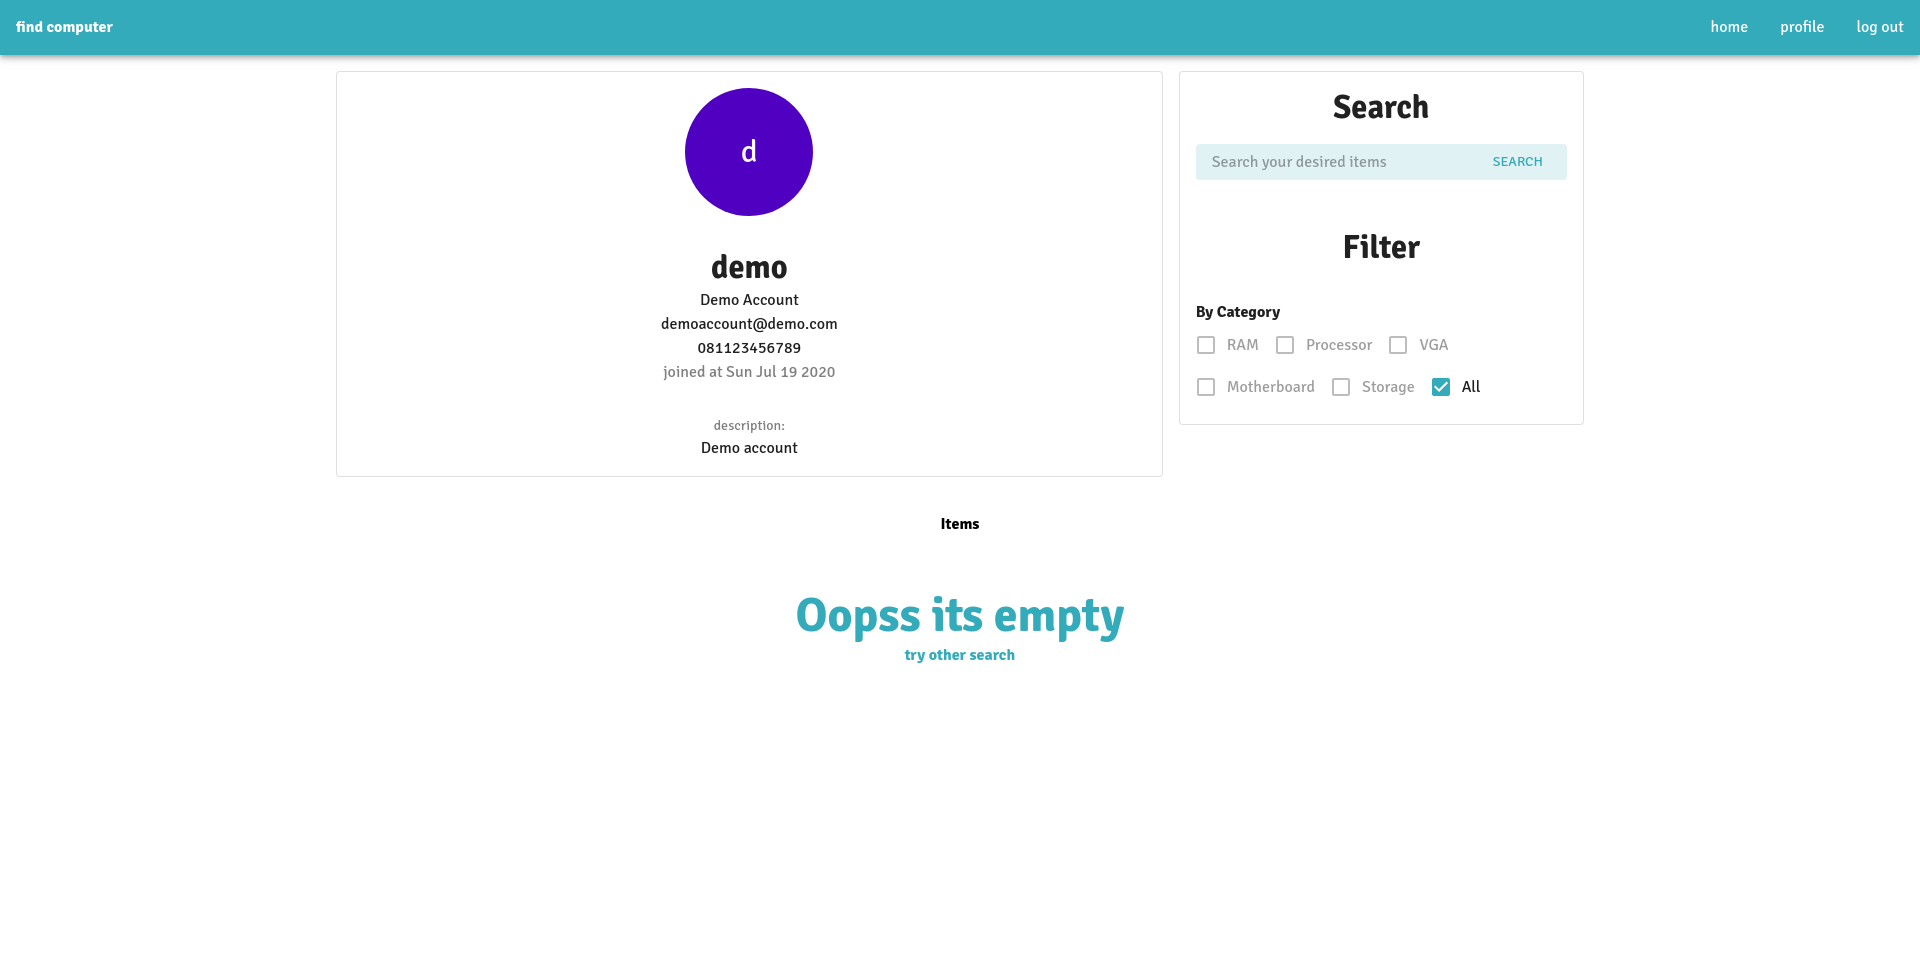 find computer
home profile log out
d
demo
Demo Account
demoaccount@demo.com
081123456789
joined at Sun Jul 19 2020
description:
Demo account
Search
Search your desired items SEARCH
Filter
By Category
RAM Processor VGA
Motherboard Storage All
Items
Oopss its empty
try other search